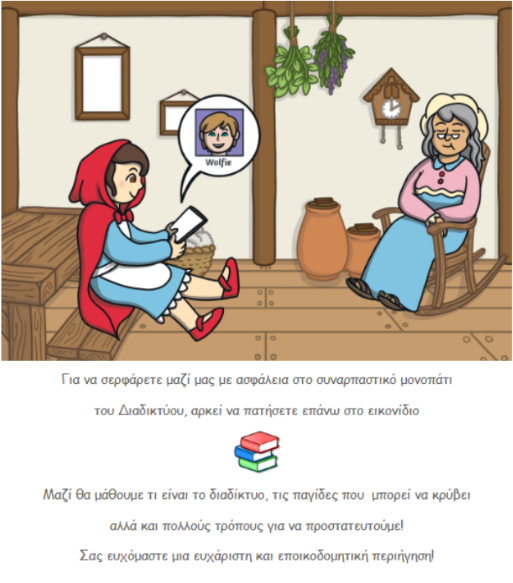 Wolfie
Για να σερφάρετε μαζί μας με ασφάλεια στο συναρπαστικό μονοπάτι
του Διαδικτύου, αρκεί να πατήσετε επάνω στο εικονίδιο
Μαζί θα μάθουμε τι είναι το διαδίκτυο, τις παγίδες που μπορεί να κρύβει
αλλά και πολλούς τρόπους για να προστατευτούμε!
Σας ευχόμαστε μια ευχάριστη και εποικοδομητική περιήγηση!